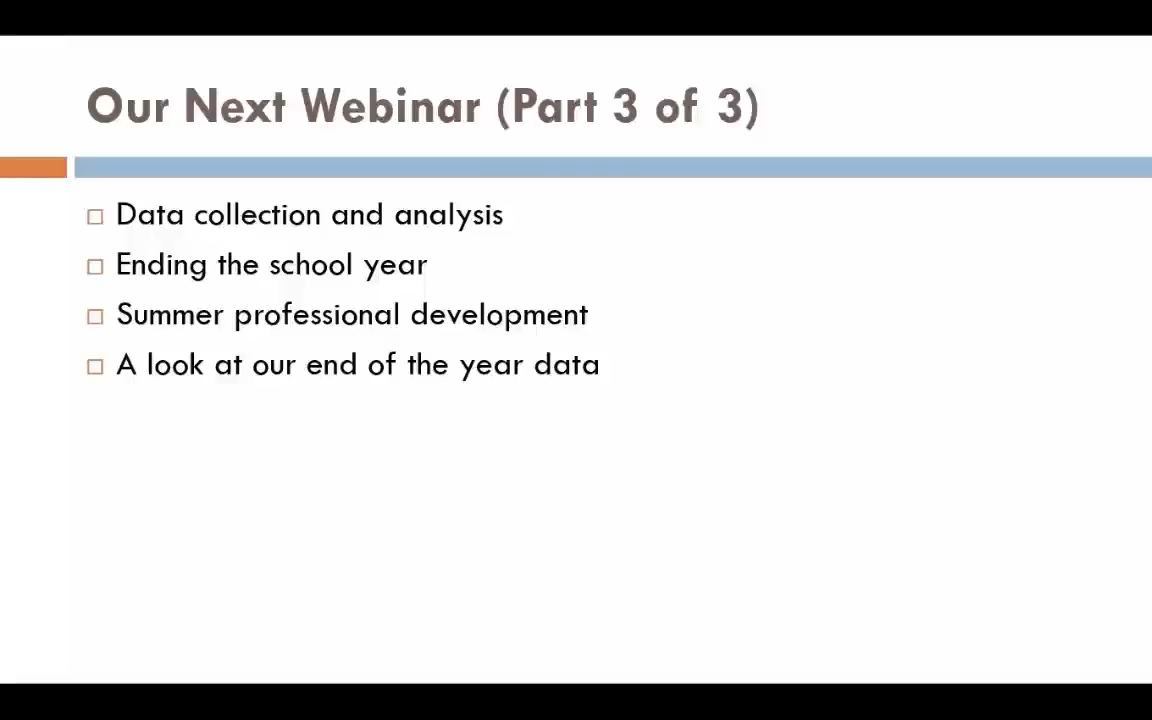 Our Next Webinar (Part 3 of 3)
Data collection and analysis
Ending the school year
Summer professional development
A look at our end of the year data